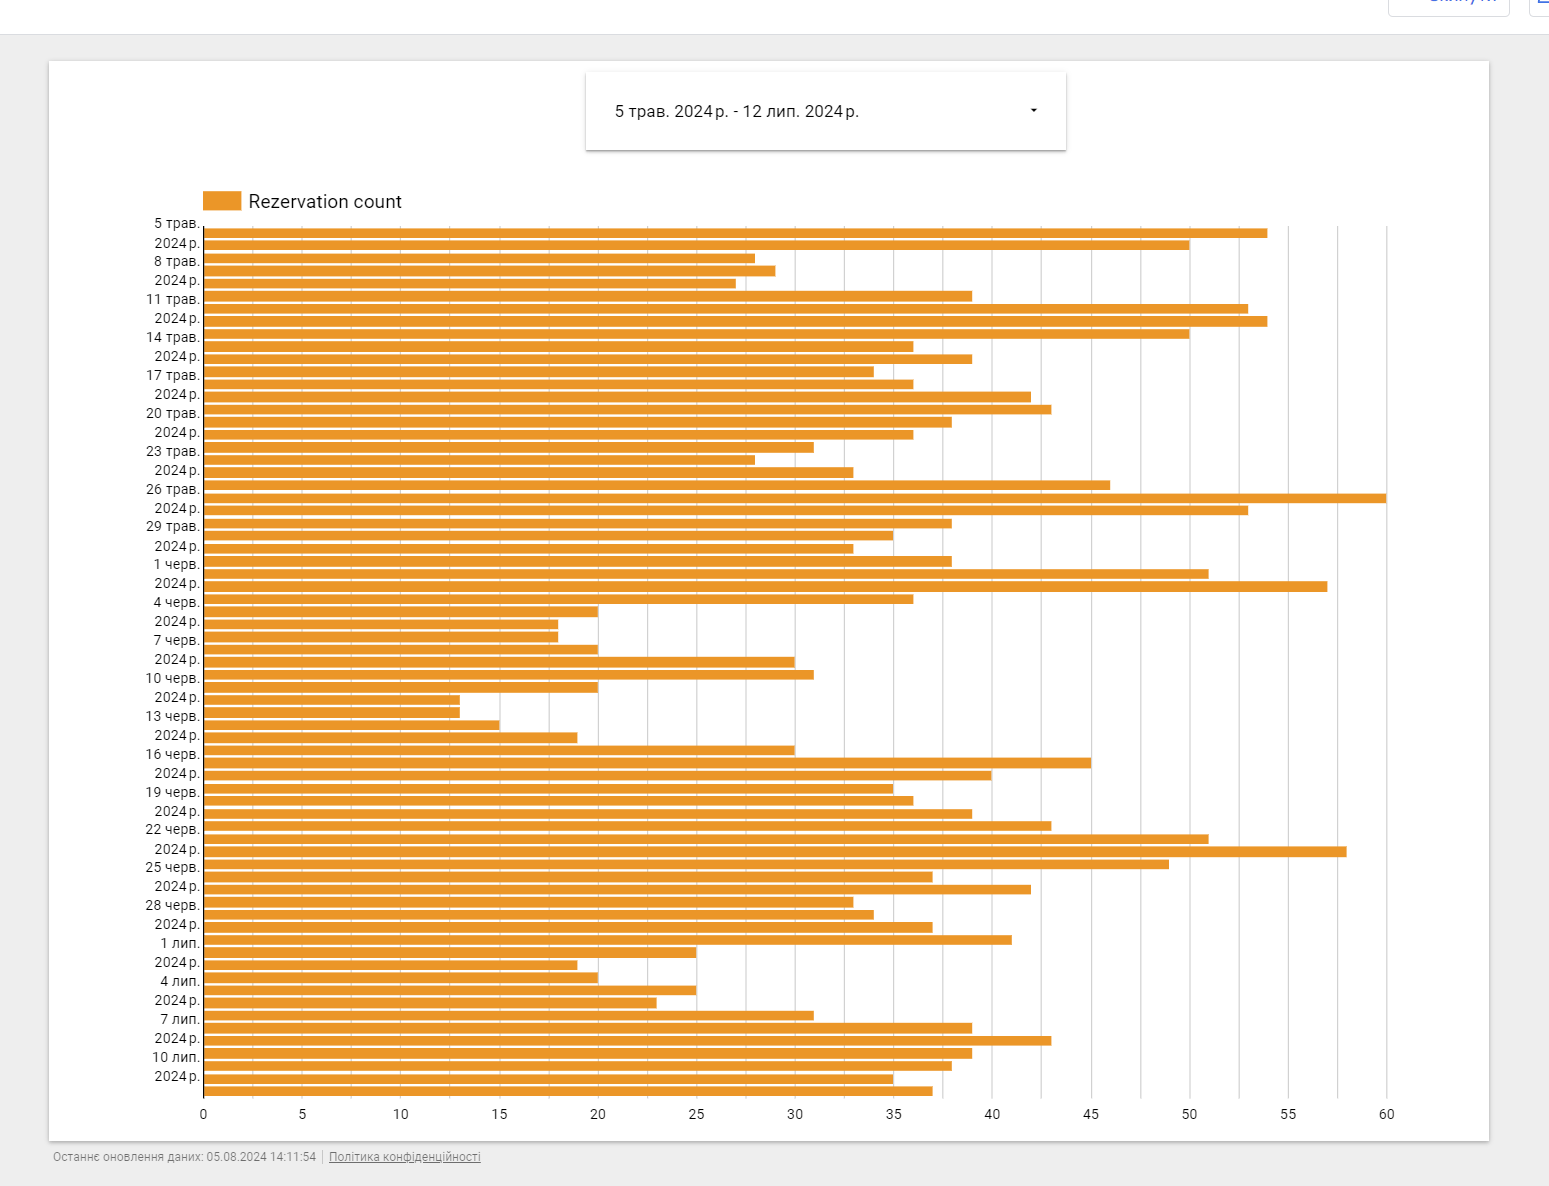 5 трав. 2024 р. - 12 лип. 2024 р.
Rezervation count
5 трав.
2024 р.
8 трав.
2024 р.
11 трав.
2024 р.
14 трав.
2024 р.
17 трав.
2024 р.
20 трав.
2024 р.
23 трав.
2024 р.
26 трав.
2024 р.
29 трав.
2024 р.
1 черв.
2024 р.
4 черв.
2024 р.
7 черв.
2024 р.
10 черв.
2024 р.
13 черв.
2024 р.
16 черв.
2024 р.
19 черв.
2024 р.
22 черв.
2024 р.
25 черв.
2024 р.
28 черв.
2024 р.
1 лип.
2024 р.
4 лип.
2024 р.
7 лип.
2024 р.
10 лип.
2024 р.
0 5 10 15 20 25 30 35 40 45 50 55 60
Останнє оновлення даних: 05.08.2024 14:11:54 Політика конфіденційності